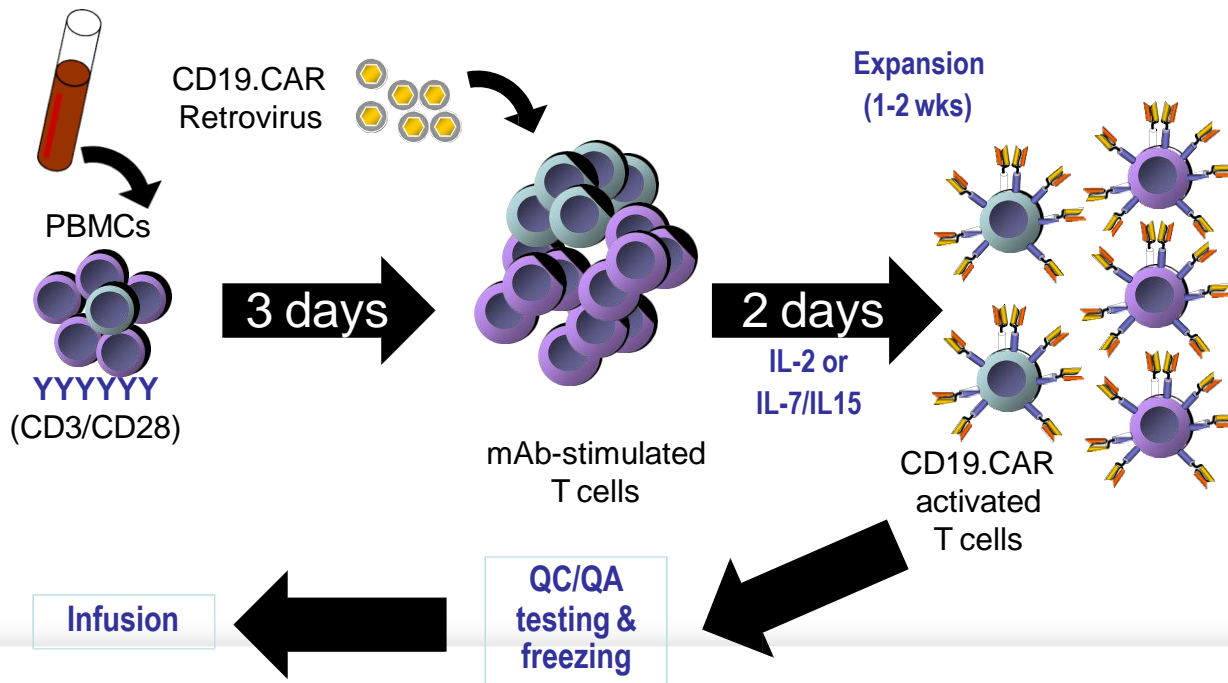 CD19.CAR
Retrovirus
Expansion
(1-2 wks)
PBMCs
YYYYYY
(CD3/CD28)
3 days
mAb-stimulated
T cells
2 days
IL-2 or
IL-7/IL15
CD19.CAR
activated
T cells
QC/QA
testing &
freezing
Infusion